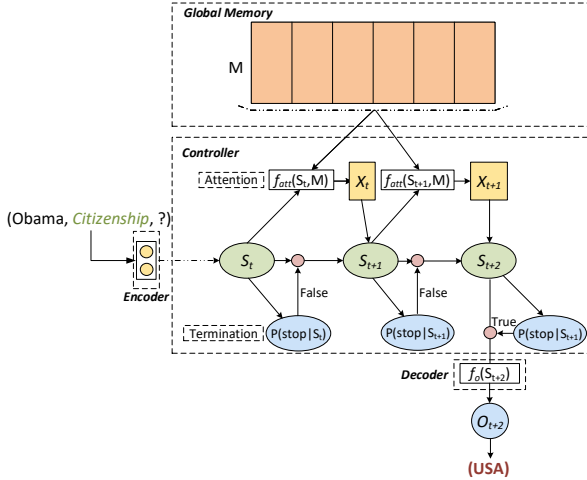 Global Memory
M
Controller
Attention
f_att(S_t,M)
X_t
f_att(S_t+1,M)
X_t+1
(Obama, Citizenship, ?)
Encoder
S_t
S_t+1
S_t+2
False
False
True
Termination
P(stop|S_t)
P(stop|S_t+1)
P(stop|S_t+1)
Decoder
f_o(S_t+2)
O_t+2
(USA)